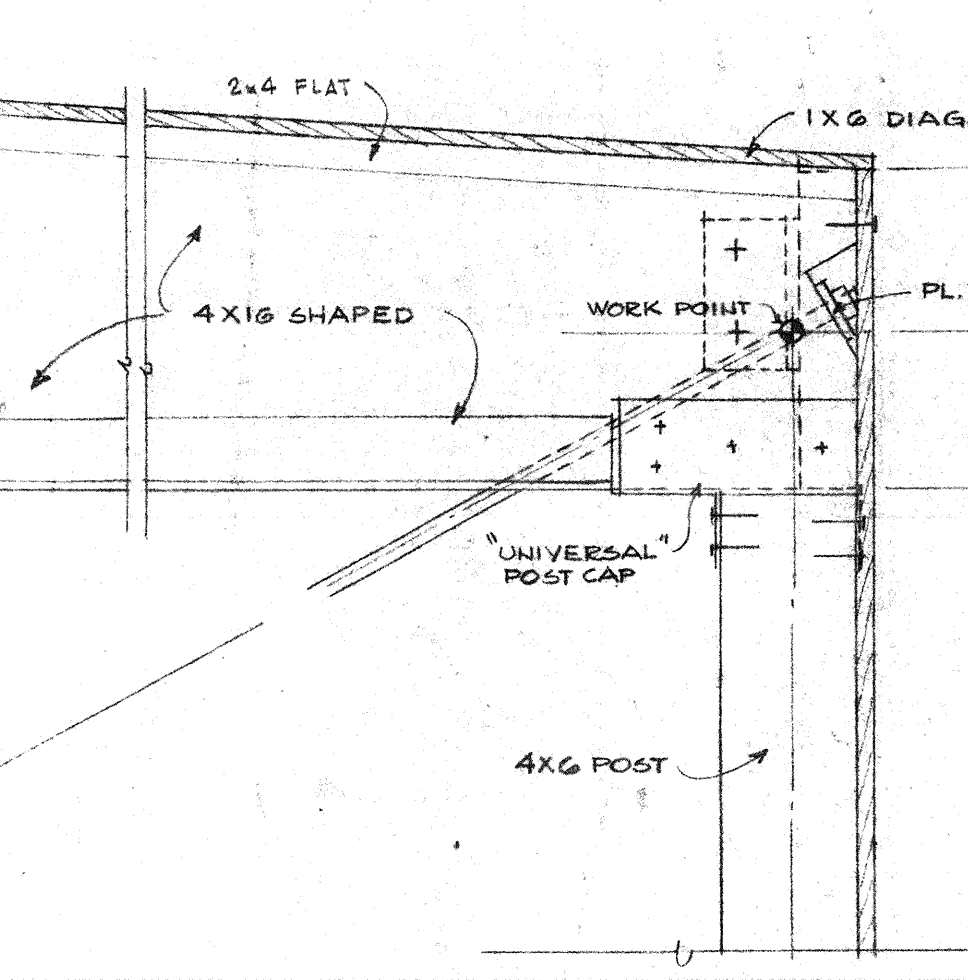 2x4 FLAT
1X6 DIAG
4X16 SHAPED
WORK POINT
PL.
"UNIVERSAL"
POST CAP
4X6 POST